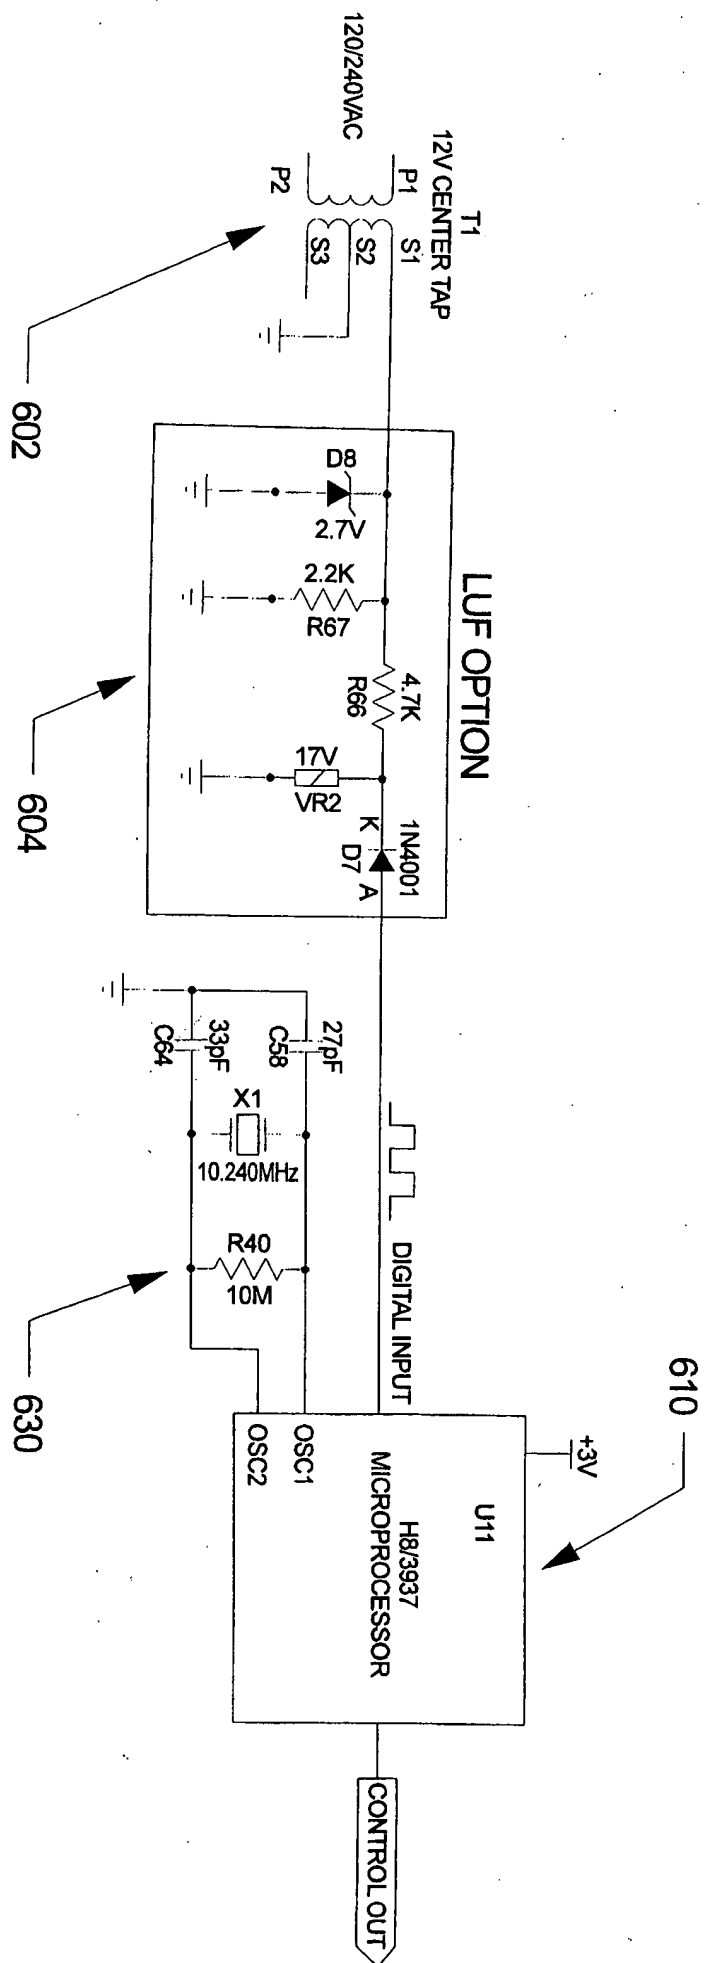 120/240VAC
T1
12V CENTER TAP
P1
P2
S1
S2
S3
602
LUF OPTION
D8
2.7V
2.2K
R67
4.7K
R66
17V
VR2
1N4001
K
D7
A
604
27pF
C58
33pF
C64
X1
10.240MHz
R40
10M
630
DIGITAL INPUT
610
+3V
U11
H8/3937
MICROPROCESSOR
OSC1
OSC2
CONTROL OUT